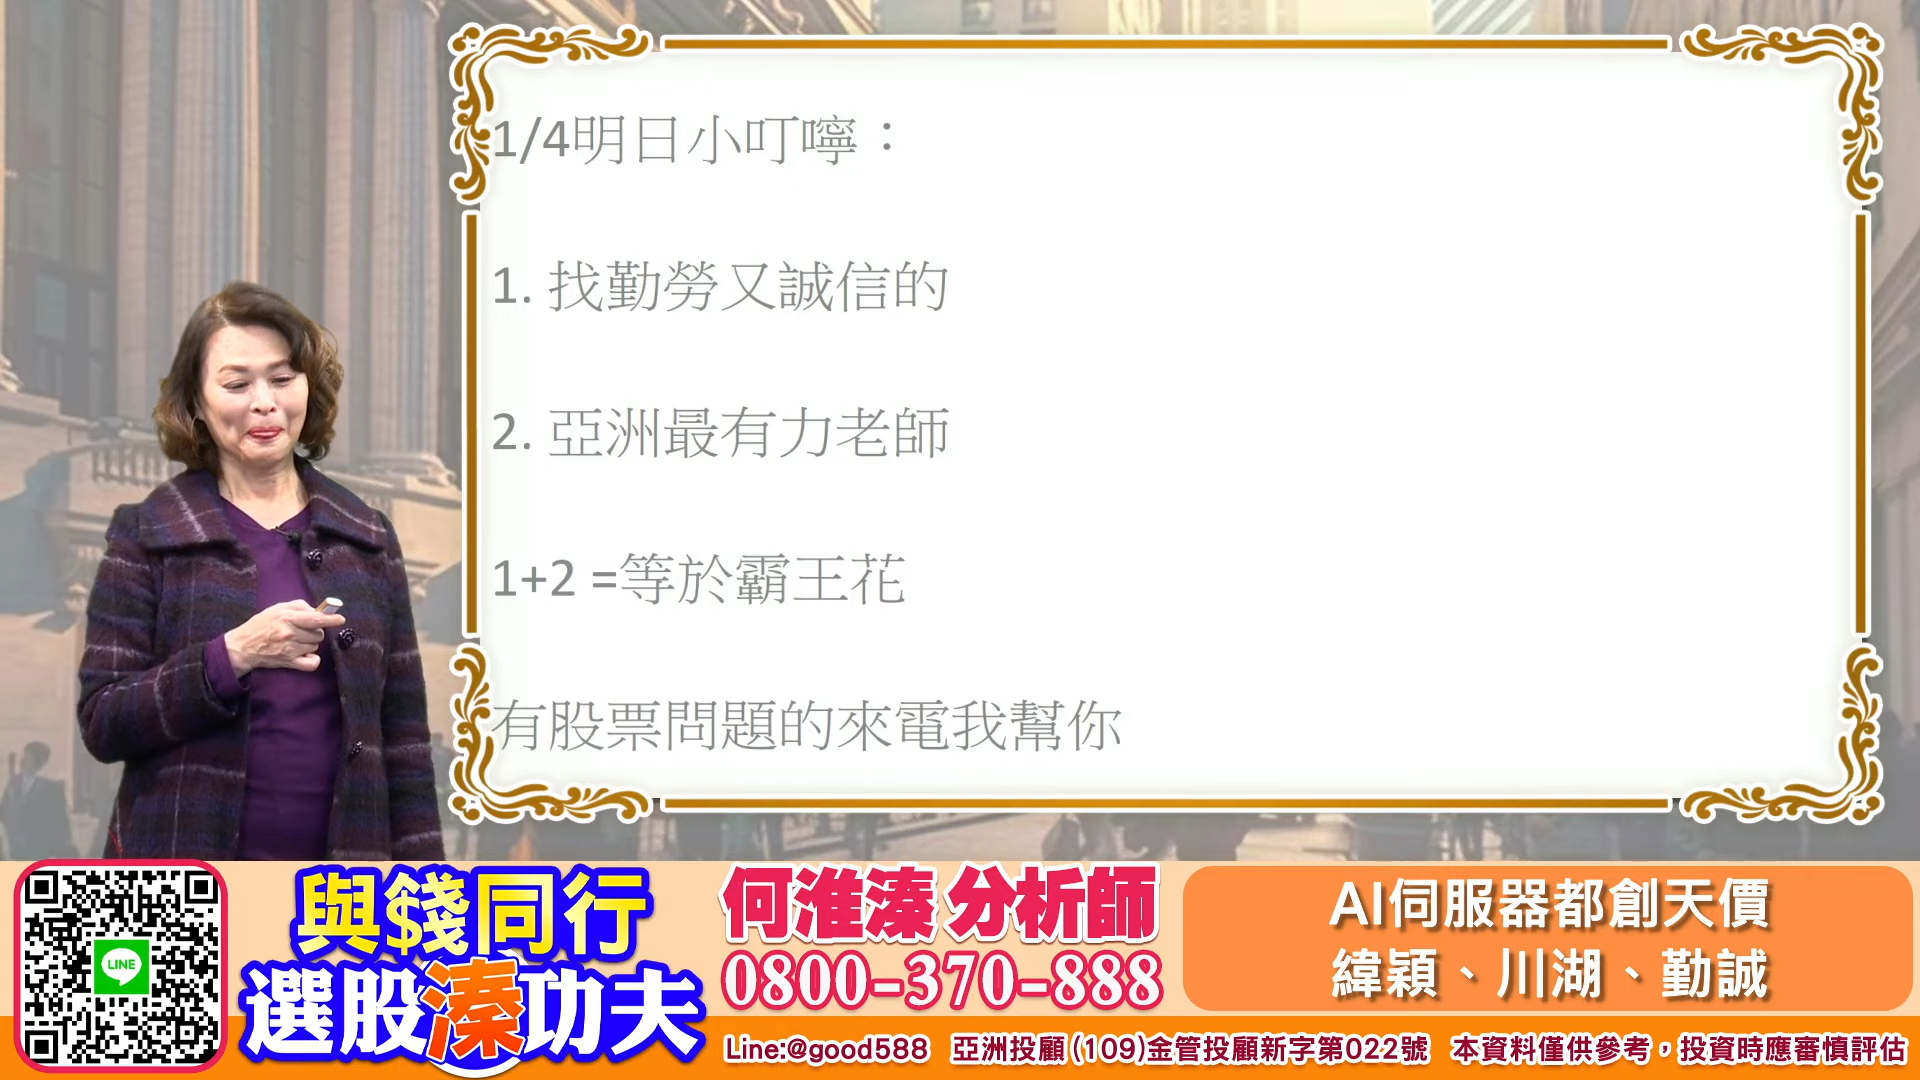 1/4明日小叮嚀：
1. 找勤勞又誠信的
2. 亞洲最有力老師
1+2 =等於霸王花
有股票問題的來電我幫你
LINE
與$錢同行
選股溱功夫
何淮溱 分析師
0800-370-888
AI伺服器都創天價
緯穎、川湖、勤誠
Line:@good588 亞洲投顧 (109)金管投顧新字第022號 本資料僅供參考，投資時應審慎評估